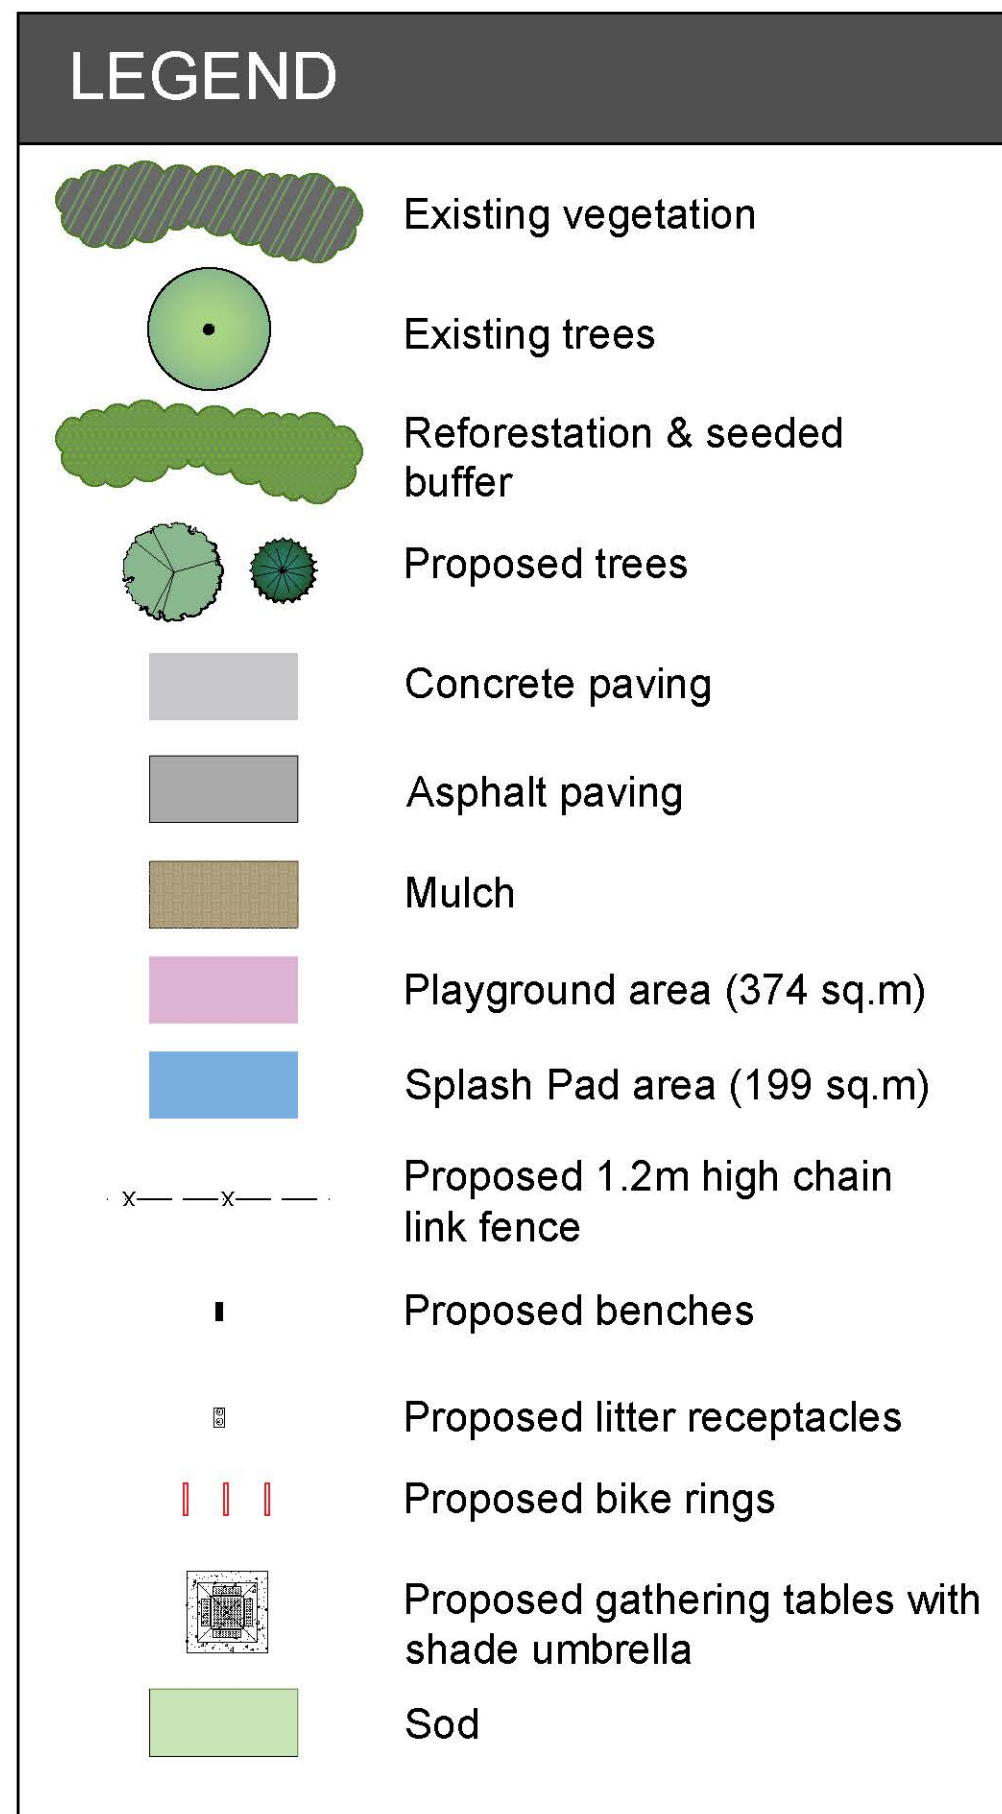 LEGEND
Existing vegetation
Existing trees
Reforestation & seeded
buffer
Proposed trees
Concrete paving
Asphalt paving
Mulch
Playground area (374 sq.m)
Splash Pad area (199 sq.m)
Proposed 1.2m high chain
link fence
Proposed benches
Proposed litter receptacles
Proposed bike rings
Proposed gathering tables with
shade umbrella
Sod